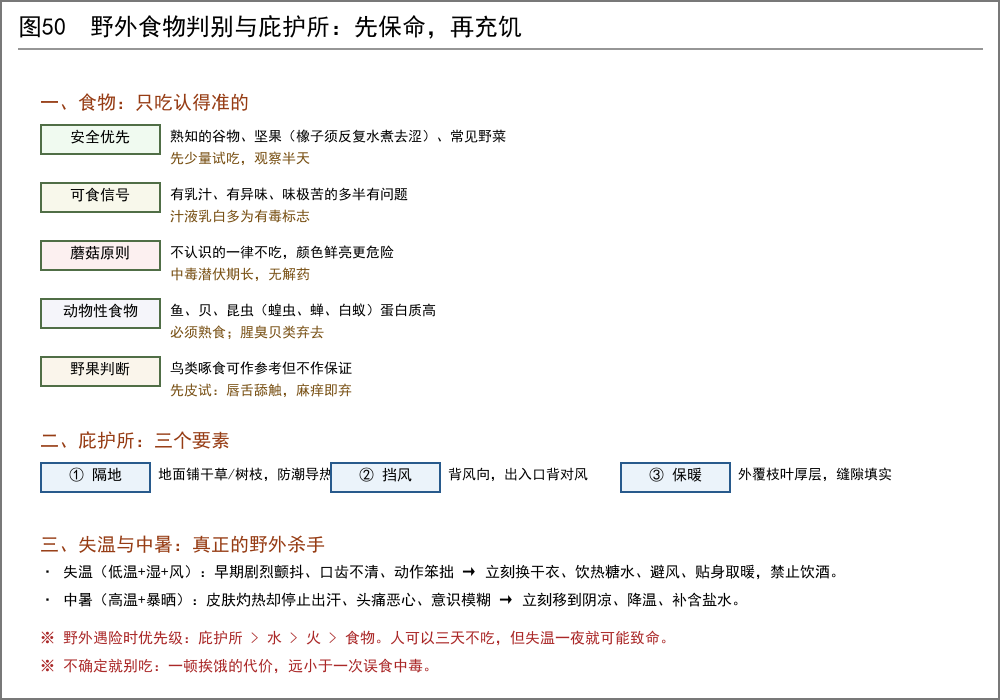 图50 野外食物判别与庇护所：先保命，再充饥
一、食物：只吃认得准的
安全优先 熟知的谷物、坚果（橡子须反复水煮去涩）、常见野菜
先少量试吃，观察半天
可食信号 有乳汁、有异味、味极苦的多半有问题
汁液乳白多为有毒标志
蘑菇原则 不认识的一律不吃，颜色鲜亮更危险
中毒潜伏期长，无解药
动物性食物 鱼、贝、昆虫（蝗虫、蝉、白蚁）蛋白质高
必须熟食；腥臭贝类弃去
野果判断 鸟类啄食可作参考但不作保证
先皮试：唇舌舔触，麻痒即弃
二、庇护所：三个要素
① 隔地 地面铺干草/树枝，防潮导热 ② 挡风 背风向，出入口背对风 ③ 保暖 外覆枝叶厚层，缝隙填实
三、失温与中暑：真正的野外杀手
· 失温（低温+湿+风）：早期剧烈颤抖、口齿不清、动作笨拙 → 立刻换干衣、饮热糖水、避风、贴身取暖，禁止饮酒。
· 中暑（高温+暴晒）：皮肤灼热却停止出汗、头痛恶心、意识模糊 → 立刻移到阴凉、降温、补含盐水。
※ 野外遇险时优先级：庇护所 > 水 > 火 > 食物。人可以三天不吃，但失温一夜就可能致命。
※ 不确定就别吃：一顿挨饿的代价，远小于一次误食中毒。